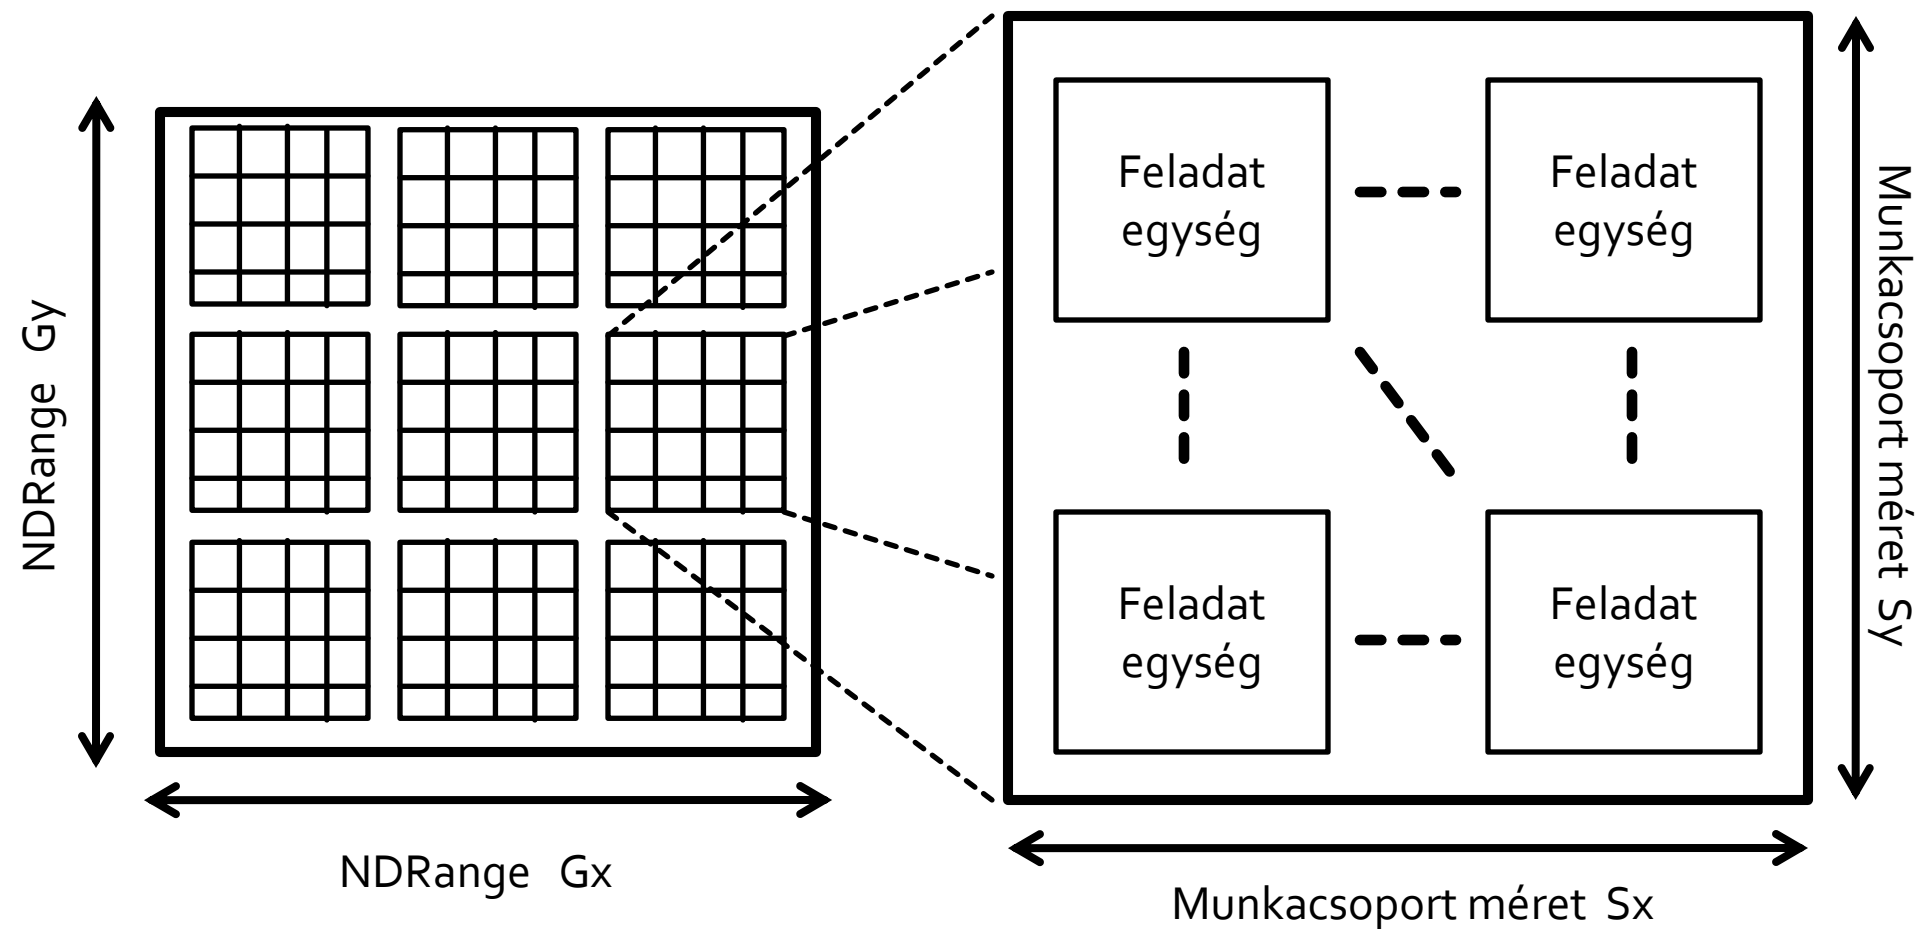 NDRange Gy
NDRange Gx
Feladat
egység
Feladat
egység
Feladat
egység
Feladat
egység
Munkacsoport méret Sy
Munkacsoport méret Sx